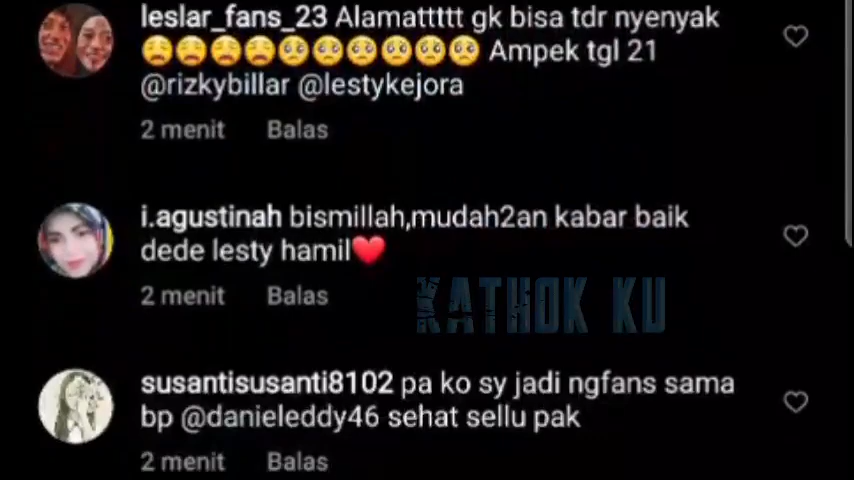 leslar_fans_23 Alamattttt gk bisa tdr nyenyak
😩😩😩😩🥺🥺🥺🥺🥺🥺 Ampek tgl 21
@rizkybillar @lestykejora
2 menit Balas
i.agustinah bismillah,mudah2an kabar baik
dede lesty hamil❤️
2 menit Balas
KATHOK KU
susantisusanti8102 pa ko sy jadi ngfans sama
bp @danieleddy46 sehat sellu pak
2 menit Balas